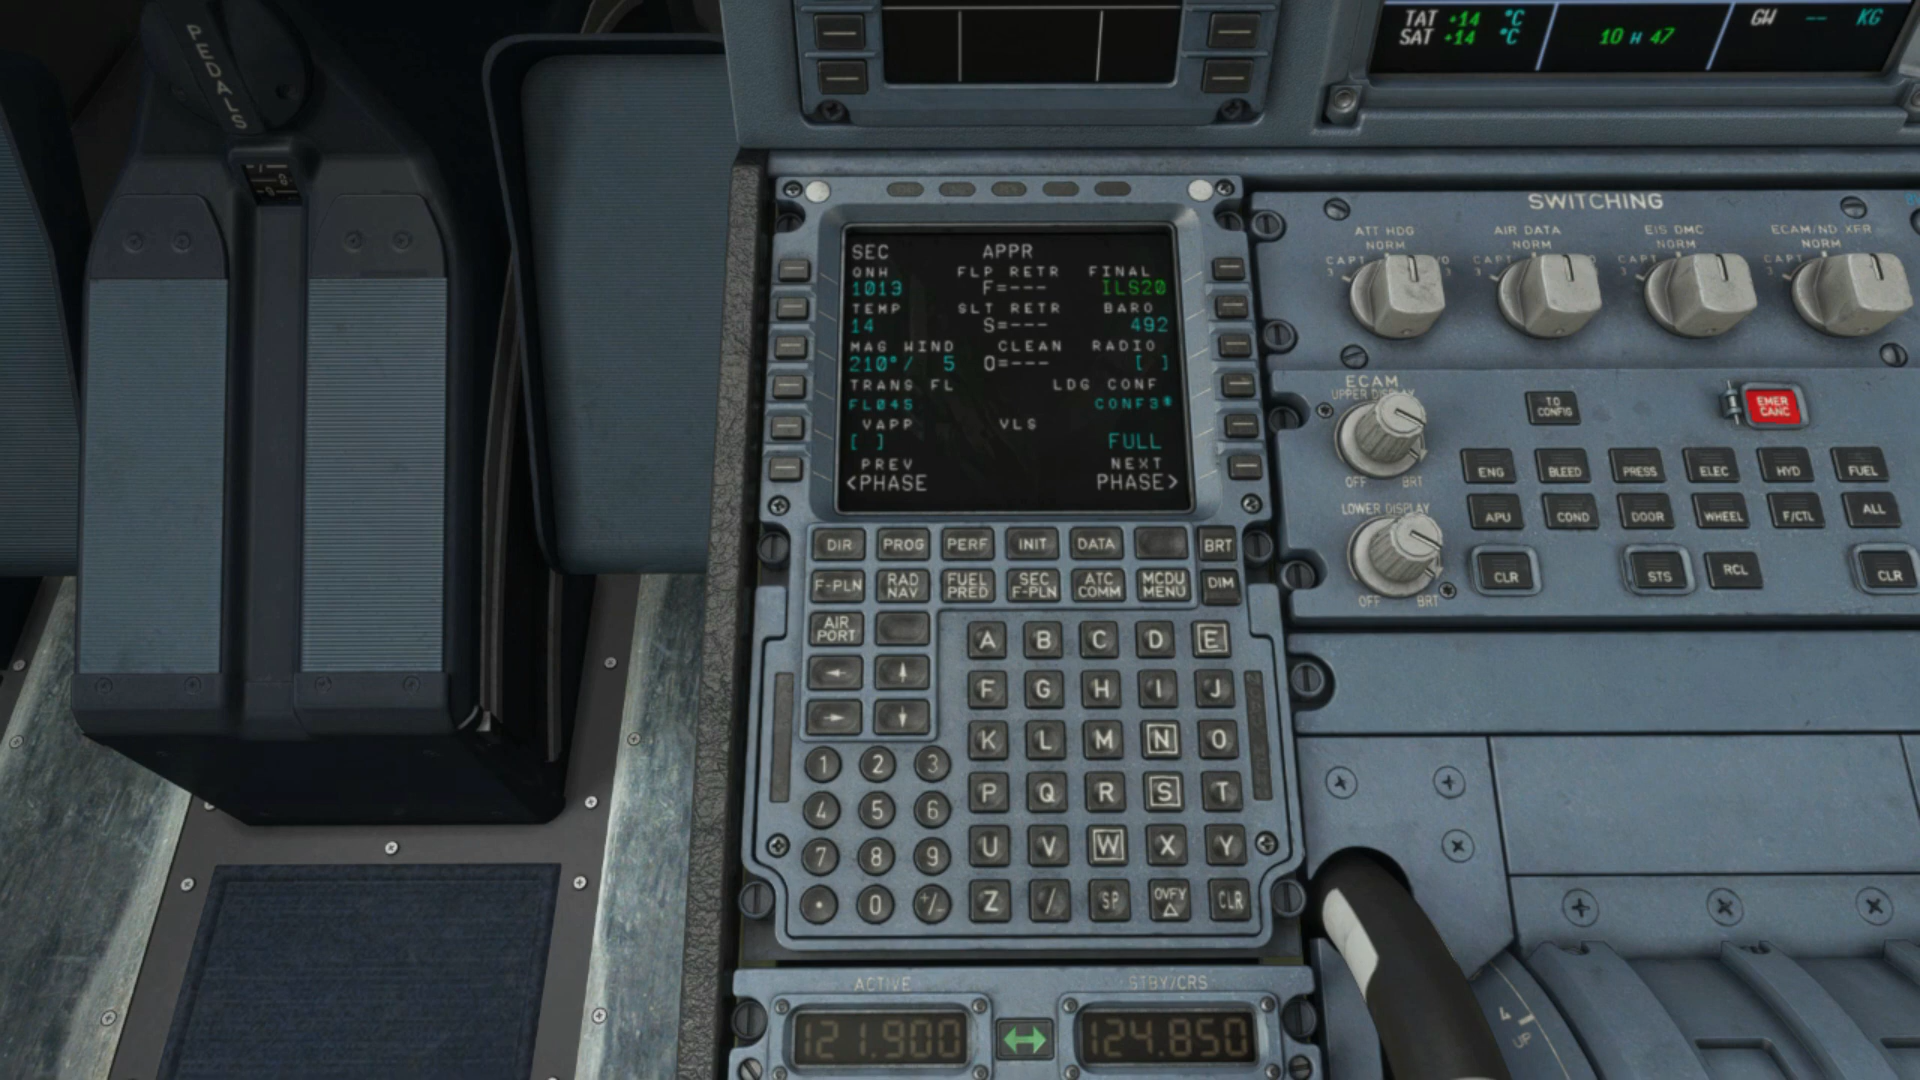 PEDALS
TAT +14 °C
SAT +14 °C
10 H 47
GW -- KG
SEC APPR
QNH FLP RETR FINAL
1013 F=--- ILS20
TEMP SLT RETR BARO
14 S=--- 492
MAG WIND CLEAN RADIO
210°/ 5 O=--- [ ]
TRANS FL LDG CONF
FL045 CONF3*
VAPP VLS
[ ] FULL
PREV NEXT
<PHASE PHASE>
DIR PROG PERF INIT DATA BRT
F-PLN RAD NAV FUEL PRED SEC F-PLN ATC COMM MCDU MENU DIM
AIR PORT
A B C D E
F G H I J
K L M N O
1 2 3
P Q R S T
4 5 6
U V W X Y
7 8 9
Z / SP OVFY △ CLR
. 0 +/-
ACTIVE STBY/CRS
121.900 124.850
SWITCHING
ATT HDG AIR DATA EIS DMC ECAM/ND XFR
NORM NORM NORM NORM
CAPT 3 CAPT 3 CAPT 3 CAPT 3
ECAM
UPPER DISPLAY
OFF BRT
TO CONFIG
EMER CANC
ENG BLEED PRESS ELEC HYD FUEL
LOWER DISPLAY
OFF BRT
APU COND DOOR WHEEL F/CTL ALL
CLR STS RCL CLR
4
UP